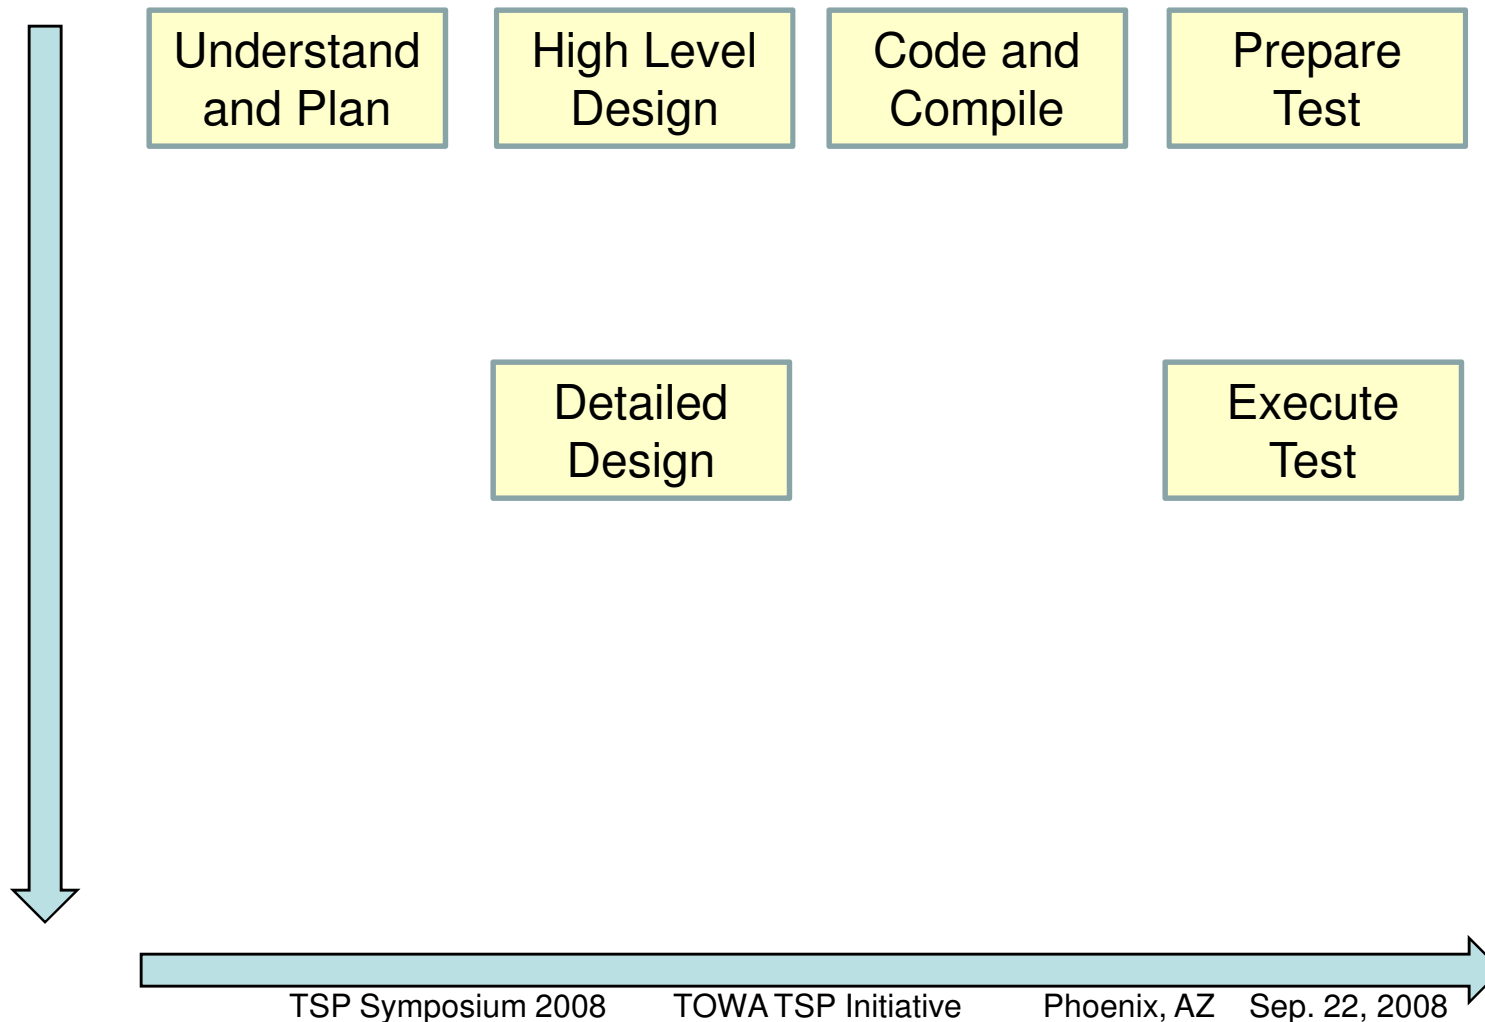 Understand
and Plan
High Level
Design
Code and
Compile
Prepare
Test
Detailed
Design
Execute
Test
TSP Symposium 2008 TOWA TSP Initiative Phoenix, AZ Sep. 22, 2008